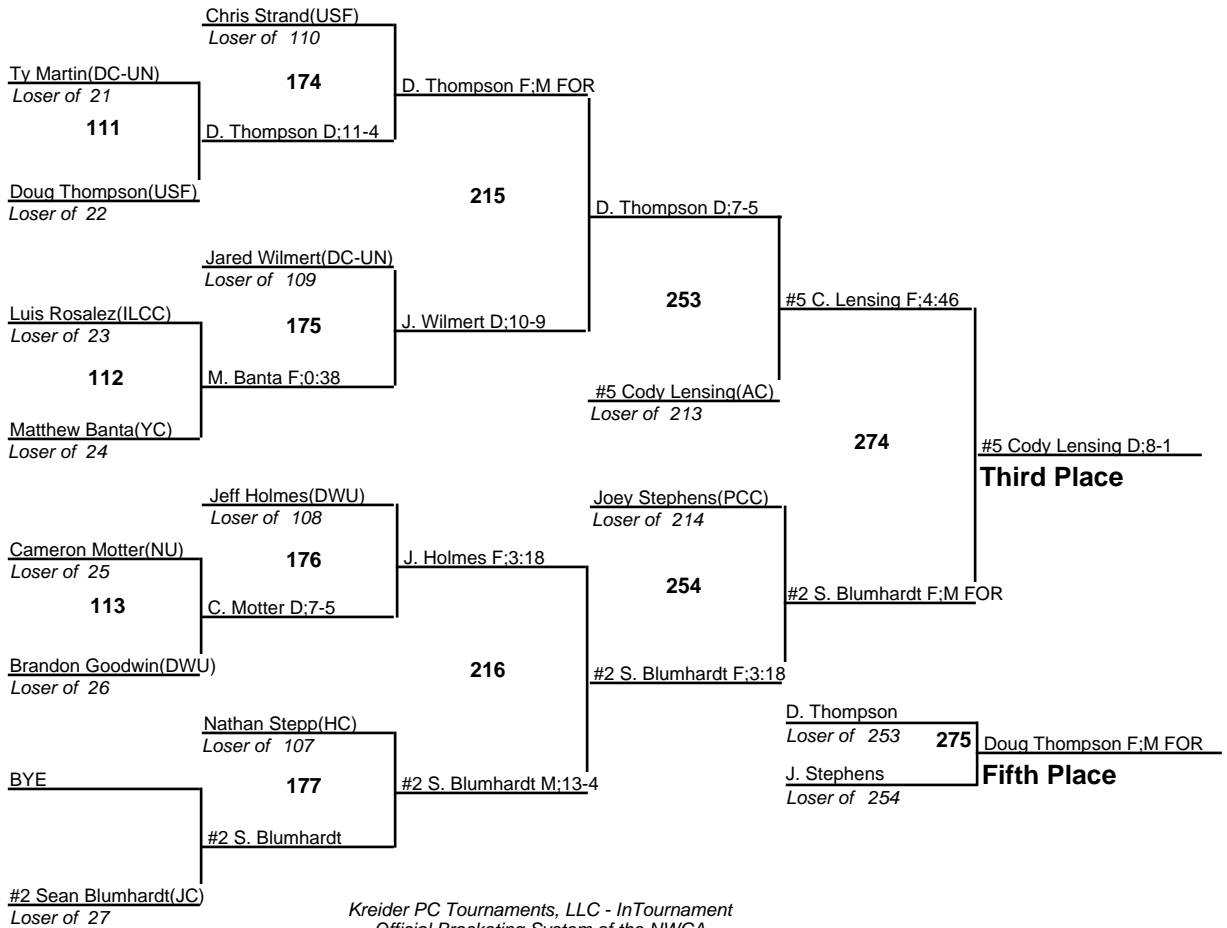 Chris Strand(USF)
Loser of 110
Ty Martin(DC-UN)
Loser of 21
174
D. Thompson F;M FOR
111
D. Thompson D;11-4
Doug Thompson(USF)
Loser of 22
215
D. Thompson D;7-5
Jared Wilmert(DC-UN)
Loser of 109
Luis Rosalez(ILCC)
Loser of 23
175
J. Wilmert D;10-9
253
#5 C. Lensing F;4:46
112
M. Banta F;0:38
#5 Cody Lensing(AC)
Loser of 213
Matthew Banta(YC)
Loser of 24
274
#5 Cody Lensing D;8-1
Third Place
Jeff Holmes(DWU)
Loser of 108
Joey Stephens(PCC)
Loser of 214
Cameron Motter(NU)
Loser of 25
176
J. Holmes F;3:18
254
#2 S. Blumhardt F;M FOR
113
C. Motter D;7-5
Brandon Goodwin(DWU)
Loser of 26
216
#2 S. Blumhardt F;3:18
Nathan Stepp(HC)
Loser of 107
D. Thompson
Loser of 253
275
Doug Thompson F;M FOR
Fifth Place
BYE
177
#2 S. Blumhardt M;13-4
J. Stephens
Loser of 254
#2 S. Blumhardt
#2 Sean Blumhardt(JC)
Loser of 27
Kreider PC Tournaments, LLC - InTournament
Official Bracketing System of the NWCA